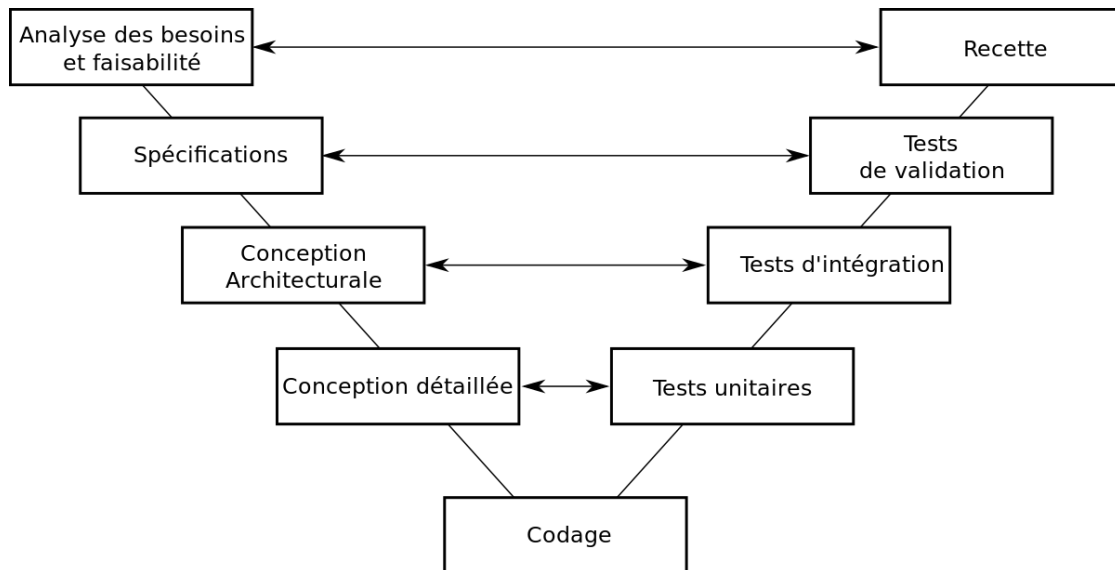 Analyse des besoins
et faisabilité
Recette
Spécifications
Tests
de validation
Conception
Architecturale
Tests d'intégration
Conception détaillée
Tests unitaires
Codage